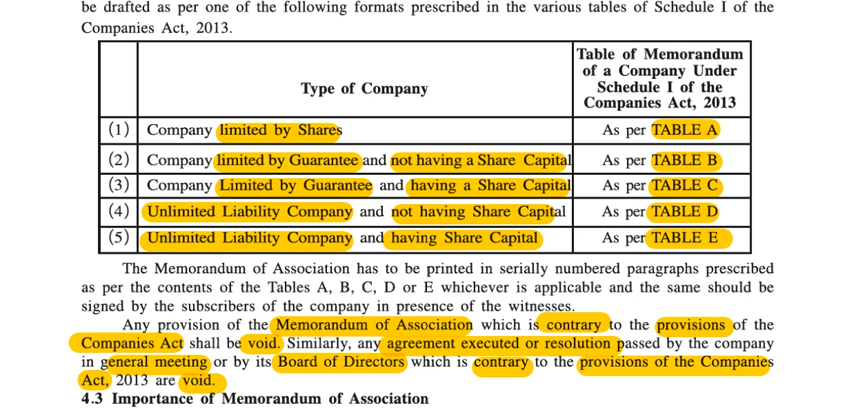 be drafted as per one of the following formats prescribed in the various tables of Schedule I of the
Companies Act, 2013.
Type of Company
Table of Memorandum
of a Company Under
Schedule I of the
Companies Act, 2013
(1) Company limited by Shares As per TABLE A
(2) Company limited by Guarantee and not having a Share Capital As per TABLE B
(3) Company Limited by Guarantee and having a Share Capital As per TABLE C
(4) Unlimited Liability Company and not having Share Capital As per TABLE D
(5) Unlimited Liability Company and having Share Capital As per TABLE E
The Memorandum of Association has to be printed in serially numbered paragraphs prescribed
as per the contents of the Tables A, B, C, D or E whichever is applicable and the same should be
signed by the subscribers of the company in presence of the witnesses.
Any provision of the Memorandum of Association which is contrary to the provisions of the
Companies Act shall be void. Similarly, any agreement executed or resolution passed by the company
in general meeting or by its Board of Directors which is contrary to the provisions of the Companies
Act, 2013 are void.
4.3 Importance of Memorandum of Association